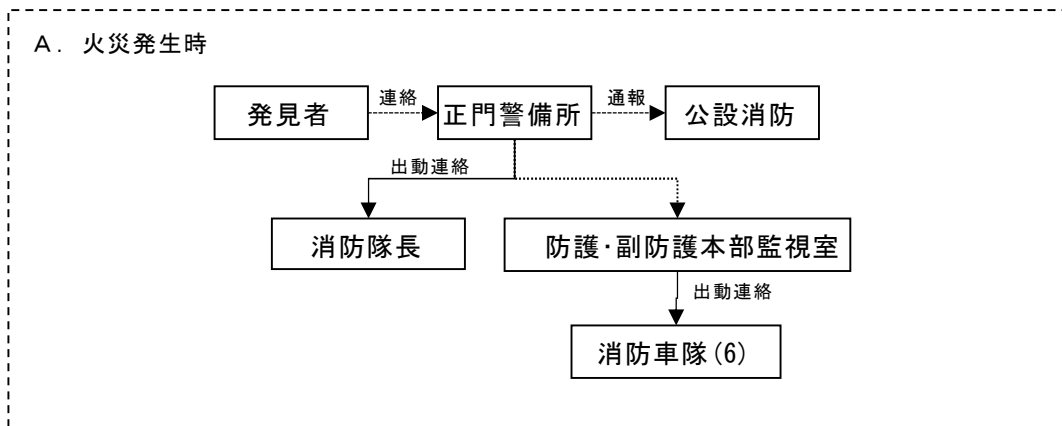 A. 火災発生時
発見者
連絡
正門警備所
通報
公設消防
出動連絡
消防隊長
防護・副防護本部監視室
出動連絡
消防車隊(6)